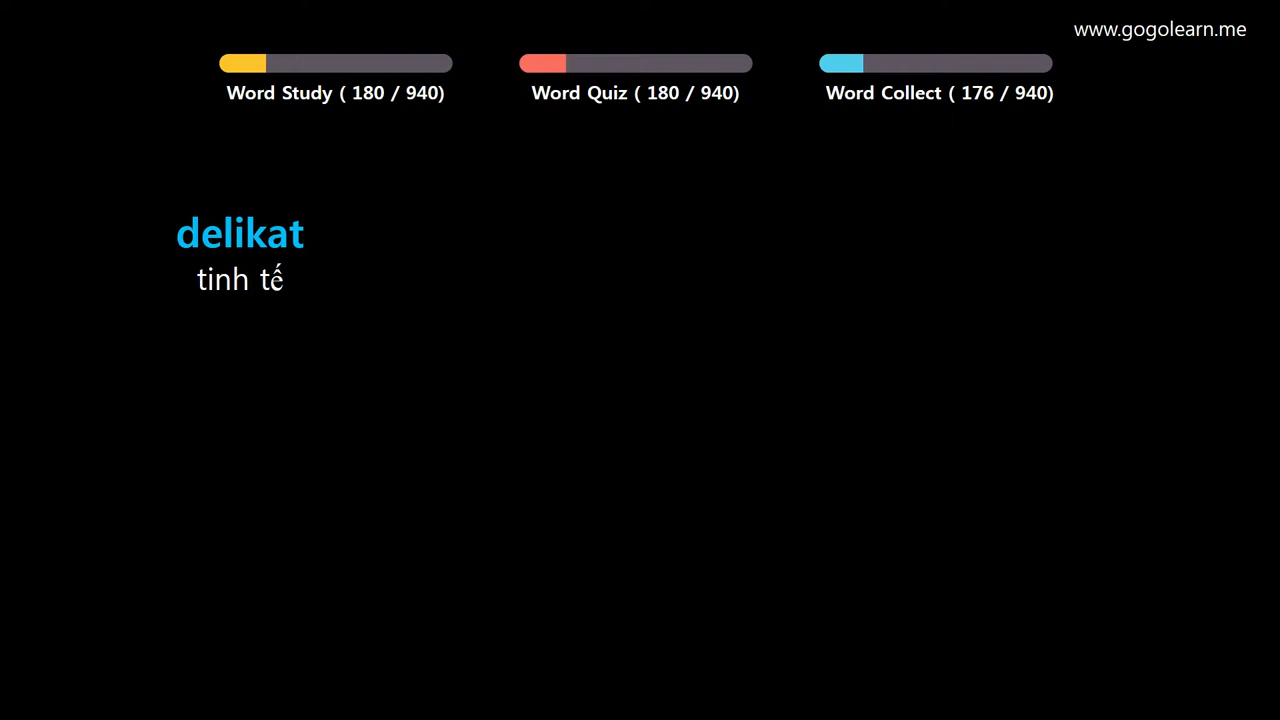 www.gogolearn.me
Word Study ( 180 / 940)
Word Quiz ( 180 / 940)
Word Collect ( 176 / 940)
delikat
tinh tế